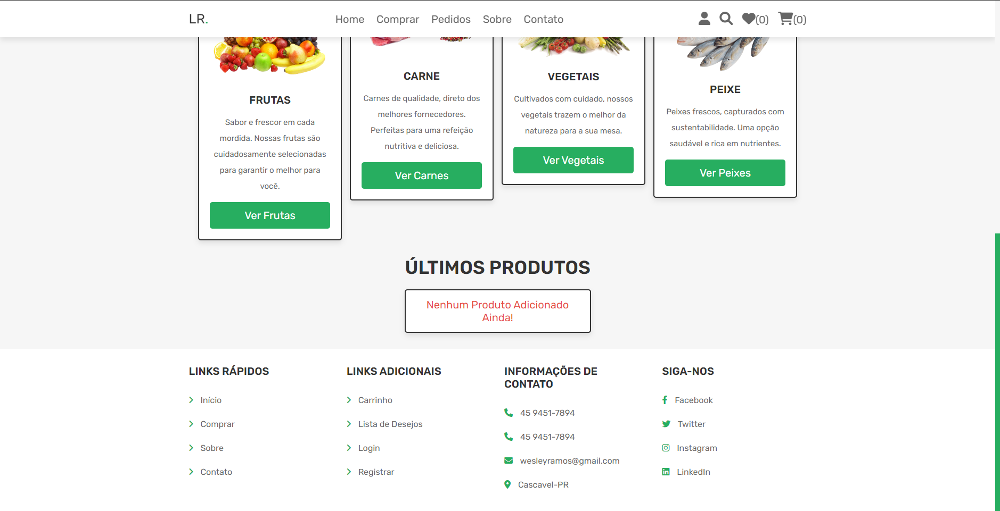 LR.
Home Comprar Pedidos Sobre Contato
(0) (0)
FRUTAS
Sabor e frescor em cada
mordida. Nossas frutas são
cuidadosamente selecionadas
para garantir o melhor para
você.
Ver Frutas
CARNE
Carnes de qualidade, direto dos
melhores fornecedores.
Perfeitas para uma refeição
nutritiva e deliciosa.
Ver Carnes
VEGETAIS
Cultivados com cuidado, nossos
vegetais trazem o melhor da
natureza para a sua mesa.
Ver Vegetais
PEIXE
Peixes frescos, capturados com
sustentabilidade. Uma opção
saudável e rica em nutrientes.
Ver Peixes
ÚLTIMOS PRODUTOS
Nenhum Produto Adicionado
Ainda!
LINKS RÁPIDOS
Início
Comprar
Sobre
Contato
LINKS ADICIONAIS
Carrinho
Lista de Desejos
Login
Registrar
INFORMAÇÕES DE
CONTATO
45 9451-7894
45 9451-7894
wesleyramos@gmail.com
Cascavel-PR
SIGA-NOS
Facebook
Twitter
Instagram
LinkedIn